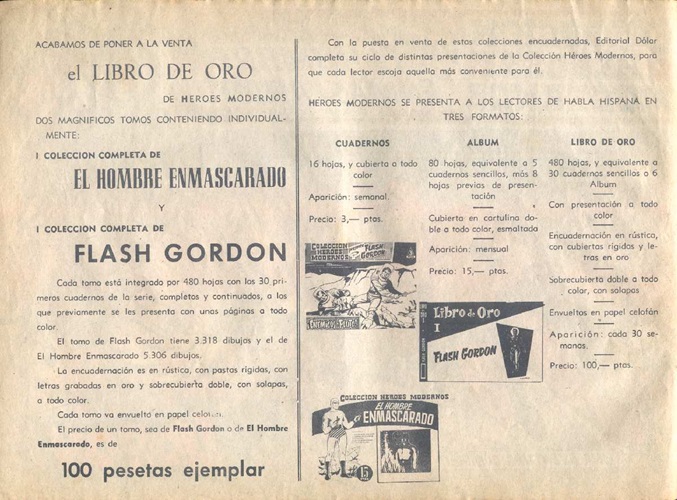 ACABAMOS DE PONER A LA VENTA
el LIBRO DE ORO
DE HEROES MODERNOS
DOS MAGNIFICOS TOMOS CONTENIENDO INDIVIDUAL-
MENTE:
I COLECCION COMPLETA DE
EL HOMBRE ENMASCARADO
Y
I COLECCION COMPLETA DE
FLASH GORDON
Cada tomo está integrado por 480 hojas con los 30 pri-
meros cuadernos de la serie, completos y continuados, a los
que previamente se les presenta con unas páginas a todo
color.
El tomo de Flash Gordon tiene 3.318 dibujos y el de
El Hombre Enmascarado 5.306 dibujos.
La encuadernación es en rústica, con pastas rígidas, con
letras grabadas en oro y sobrecubierta doble, con solapas,
a todo color.
Cada tomo va envuelto en papel
El precio de un tomo, sea de Flash Gordon o de El Hombre
Enmascarado, es de
100 pesetas ejemplar
Con la puesta en venta de estas colecciones encuadernadas, Editorial Dólar
completa su ciclo de distintas presentaciones de la Colección Héroes Modernos, para
que cada lector escoja aquella más conveniente para él.
HEROES MODERNOS SE PRESENTA A LOS LECTORES DE HABLA HISPANA EN
TRES FORMATOS:
CUADERNOS
16 hojas, y cubierta a todo
color
Aparición: semanal.
Precio: 3,— ptas.
COLECCION
HEROES
MODERNOS
FLASH
GORDON
ALBUM
80 hojas, equivalente a 5
cuadernos sencillos, más 8
hojas previas de presen-
tación
Cubierta en cartulina do-
ble a todo color, esmaltada
Aparición: mensual
Precio: 15,— ptas.
Libro de Oro
I
FLASH GORDON
COLECCION HEROES MODERNOS
EL HOMBRE
ENMASCARADO
15
LIBRO DE ORO
480 hojas, y equivalente a
30 cuadernos sencillos o 6
Album
Con presentación a todo
color
Encuadernación en rústica,
con cubiertas rígidas y le-
tras en oro
Sobrecubierta doble a todo
color, con solapas
Envueltos en papel celofán
Aparición: cada 30 se-
manas.
Precio: 100,— ptas.